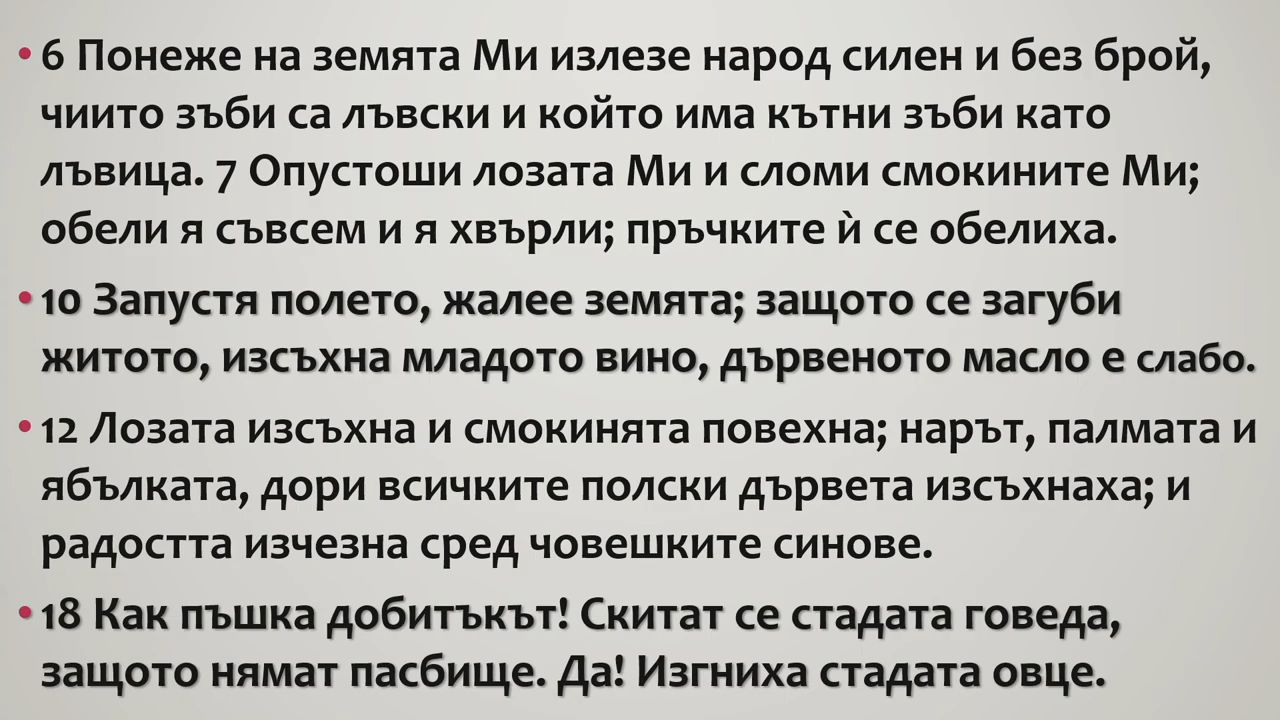 • 6 Понеже на земята Ми излезе народ силен и без брой,
чиито зъби са лъвски и който има кътни зъби като
лъвица. 7 Опустоши лозата Ми и сломи смокините Ми;
обели я съвсем и я хвърли; пръчките ѝ се обелиха.
• 10 Запустя полето, жалее земята; защото се загуби
житото, изсъхна младото вино, дървеното масло е слабо.
• 12 Лозата изсъхна и смокинята повехна; нарът, палмата и
ябълката, дори всичките полски дървета изсъхнаха; и
радостта изчезна сред човешките синове.
• 18 Как пъшка добитъкът! Скитат се стадата говеда,
защото нямат пасбище. Да! Изгниха стадата овце.